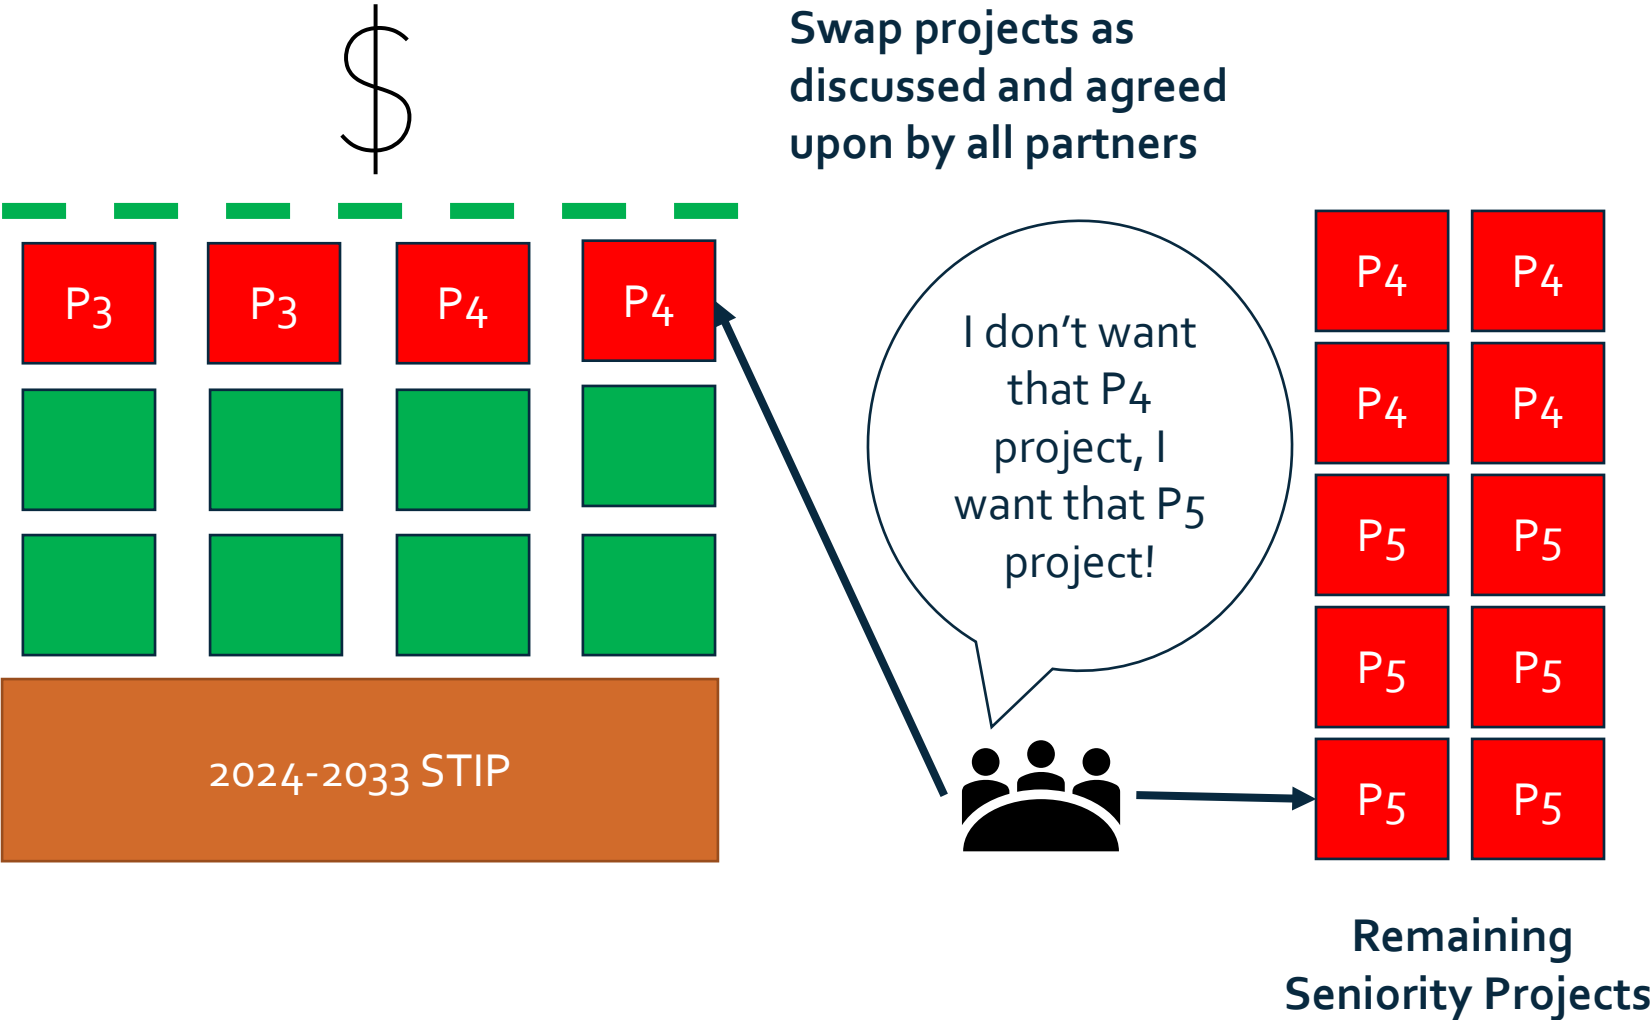 $
Swap projects as
discussed and agreed
upon by all partners
P3
P3
P4
P4
I don’t want
that P4
project, I
want that P5
project!
2024-2033 STIP
P4
P4
P4
P4
P5
P5
P5
P5
P5
P5
Remaining
Seniority Projects